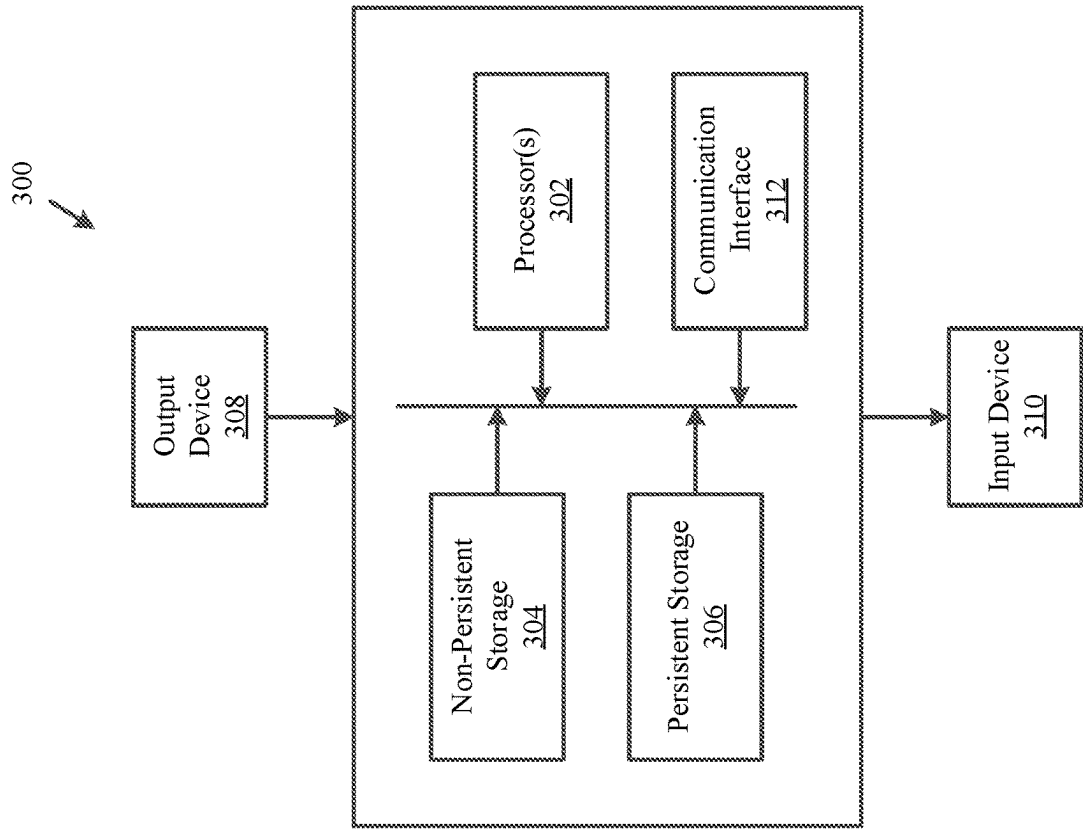 300
Output
Device
308
Non-Persistent
Storage
304
Processor(s)
302
Persistent Storage
306
Communication
Interface
312
Input Device
310